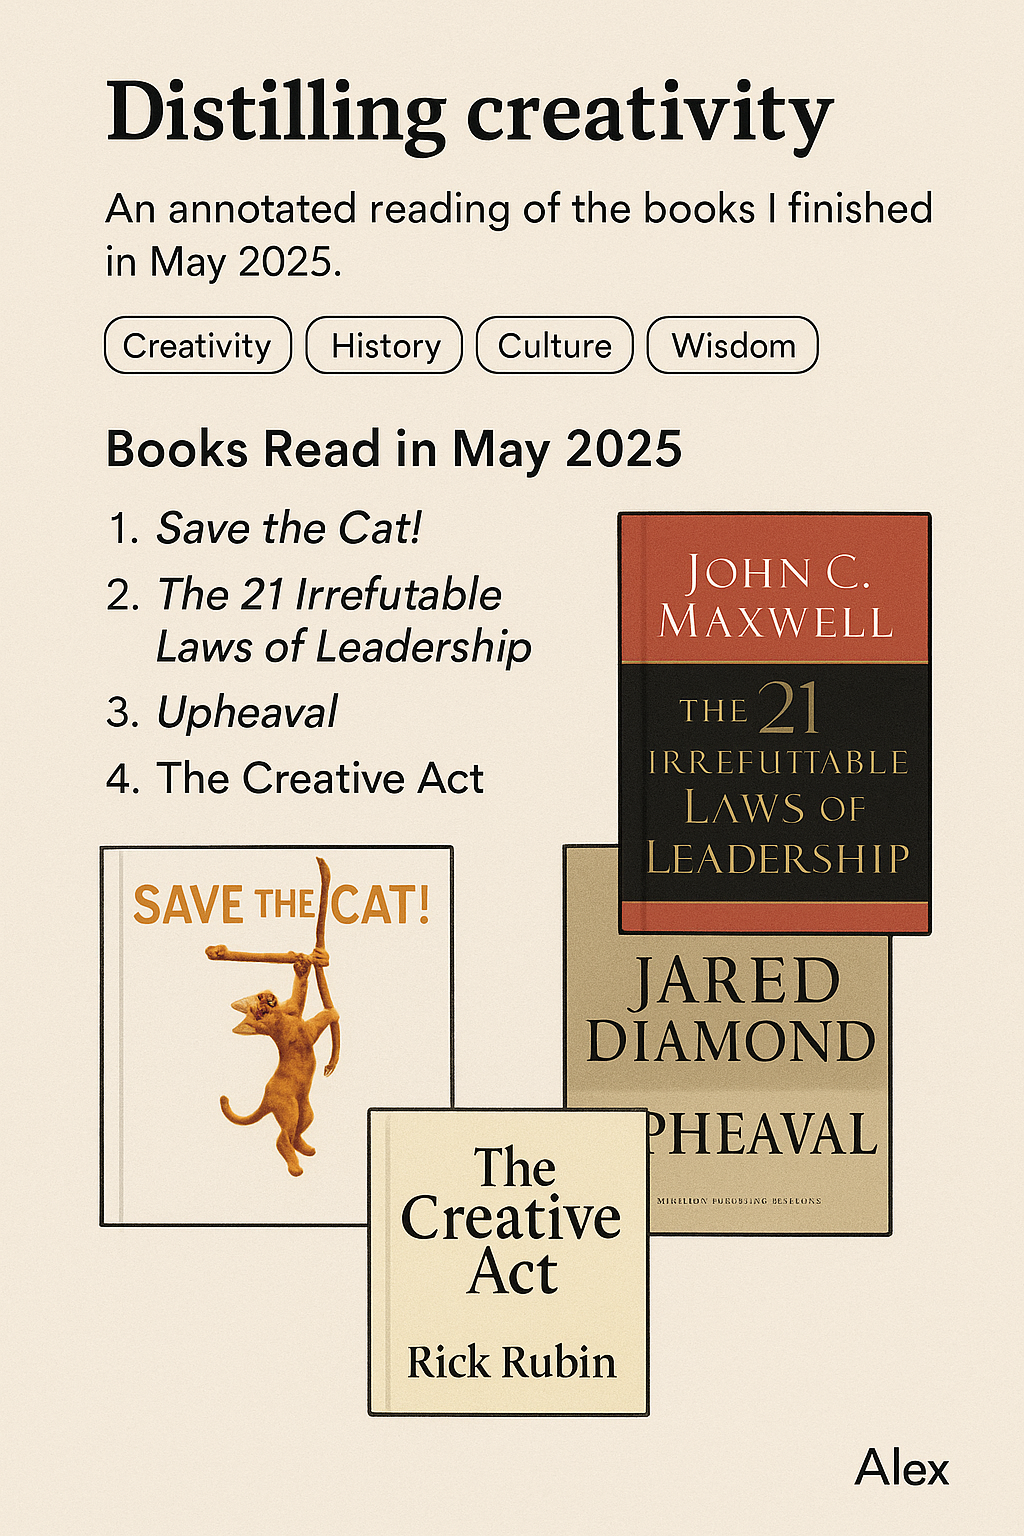 Distilling creativity
An annotated reading of the books I finished
in May 2025.
Creativity History Culture Wisdom
Books Read in May 2025
1. Save the Cat!
2. The 21 Irrefutable
Laws of Leadership
3. Upheaval
4. The Creative Act
JOHN C.
MAXWELL
THE 21
IRREFUTTABLE
LAWS OF
LEADERSHIP
SAVE THE CAT!
JARED
DIAMOND
PHEAVAL
The
Creative
Act
Rick Rubin
Alex